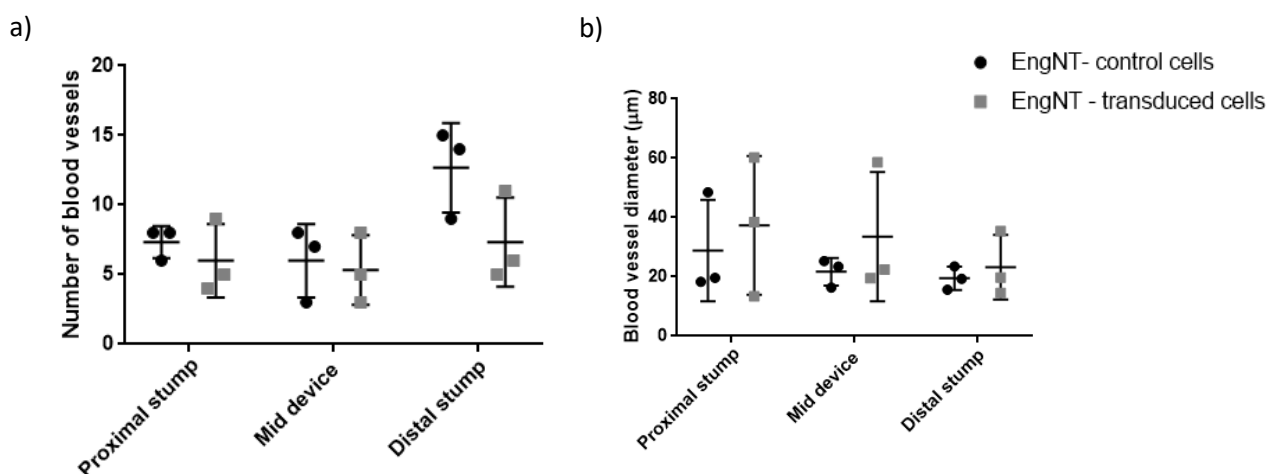 a)
Number of blood vessels
20
15
10
5
0
Proximal stump
Mid device
Distal stump
b)
EngNT- control cells
EngNT - transduced cells
Blood vessel diameter (μm)
80
60
40
20
0
Proximal stump
Mid device
Distal stump